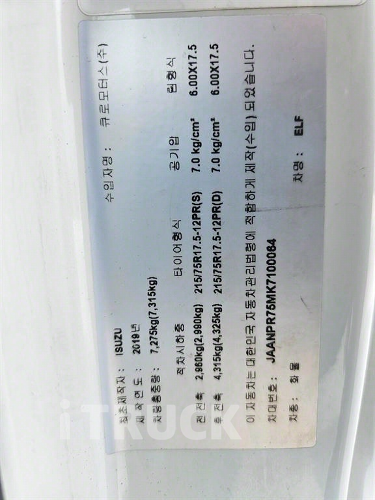 수입자명 : 큐로모터스(주)
제조제작자 : ISUZU
제작연도 : 2019년
차량총중량 : 7,275kg(7,315kg)
적차시하중 타이어형식 공기압 림형식
전 전축 2,960kg(2,990kg) 215/75R17.5-12PR(S) 7.0 kg/cm² 6.00X17.5
후 전축 4,315kg(4,325kg) 215/75R17.5-12PR(D) 7.0 kg/cm² 6.00X17.5
이 자동차는 대한민국 자동차관리법령에 적합하게 제작(수입) 되었습니다.
차대번호 : JAANPR75MK7100064
차종 : 화물 차명 : ELF
iTRUCK